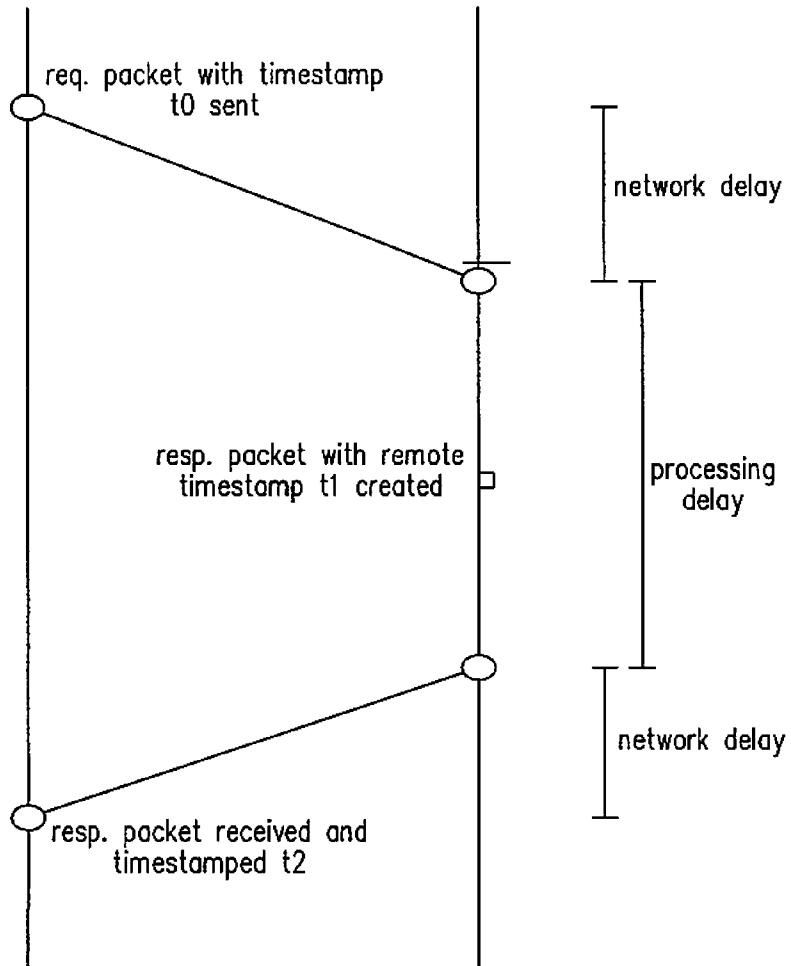 req. packet with timestamp
t0 sent
network delay
resp. packet with remote
timestamp t1 created
processing
delay
network delay
resp. packet received and
timestamped t2